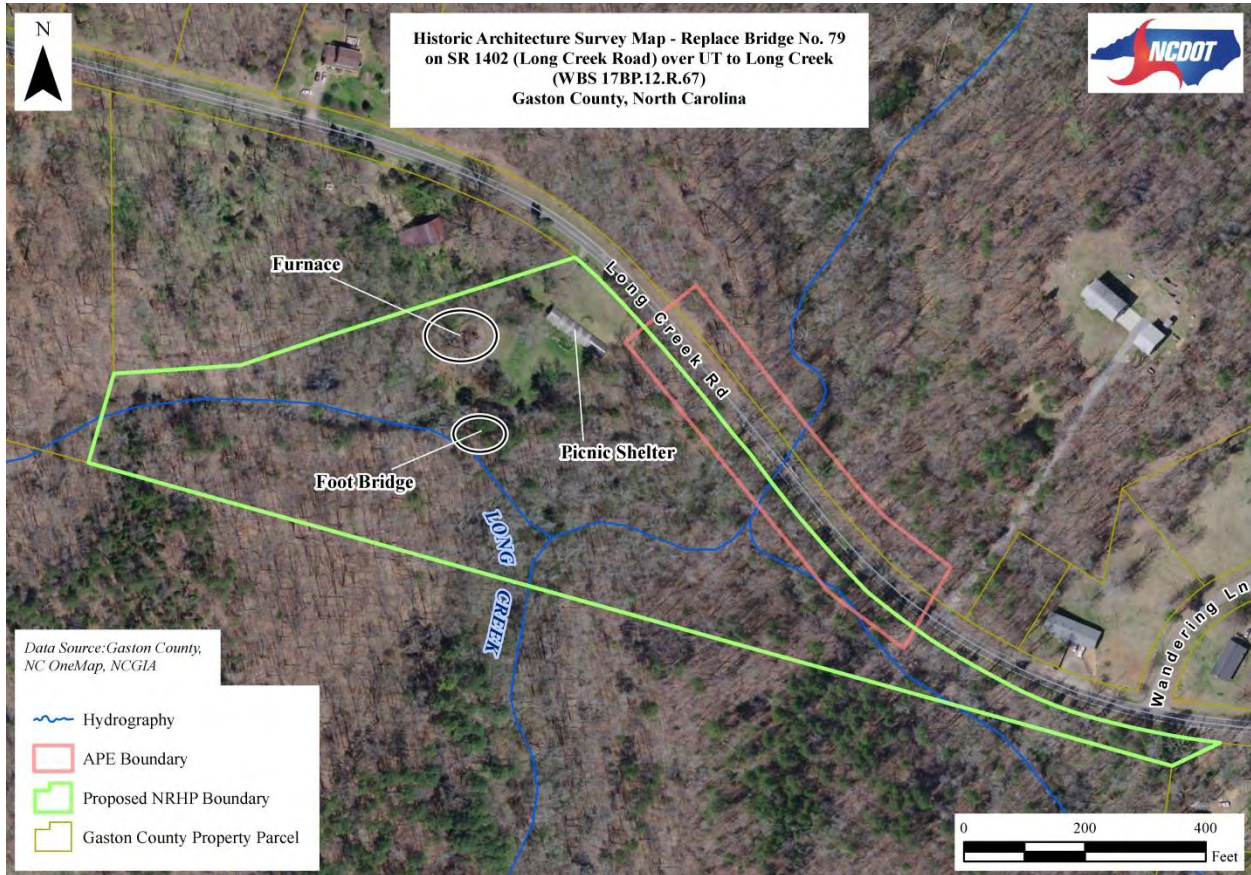 N
Historic Architecture Survey Map - Replace Bridge No. 79
on SR 1402 (Long Creek Road) over UT to Long Creek
(WBS 17BP.12.R.67)
Gaston County, North Carolina
NCDOT
Furnace
Long Creek Rd
Picnic Shelter
Foot Bridge
LONG CREEK
Wandering Ln
Data Source:Gaston County,
NC OneMap, NCGIA
Hydrography
APE Boundary
Proposed NRHP Boundary
Gaston County Property Parcel
0 200 400
Feet